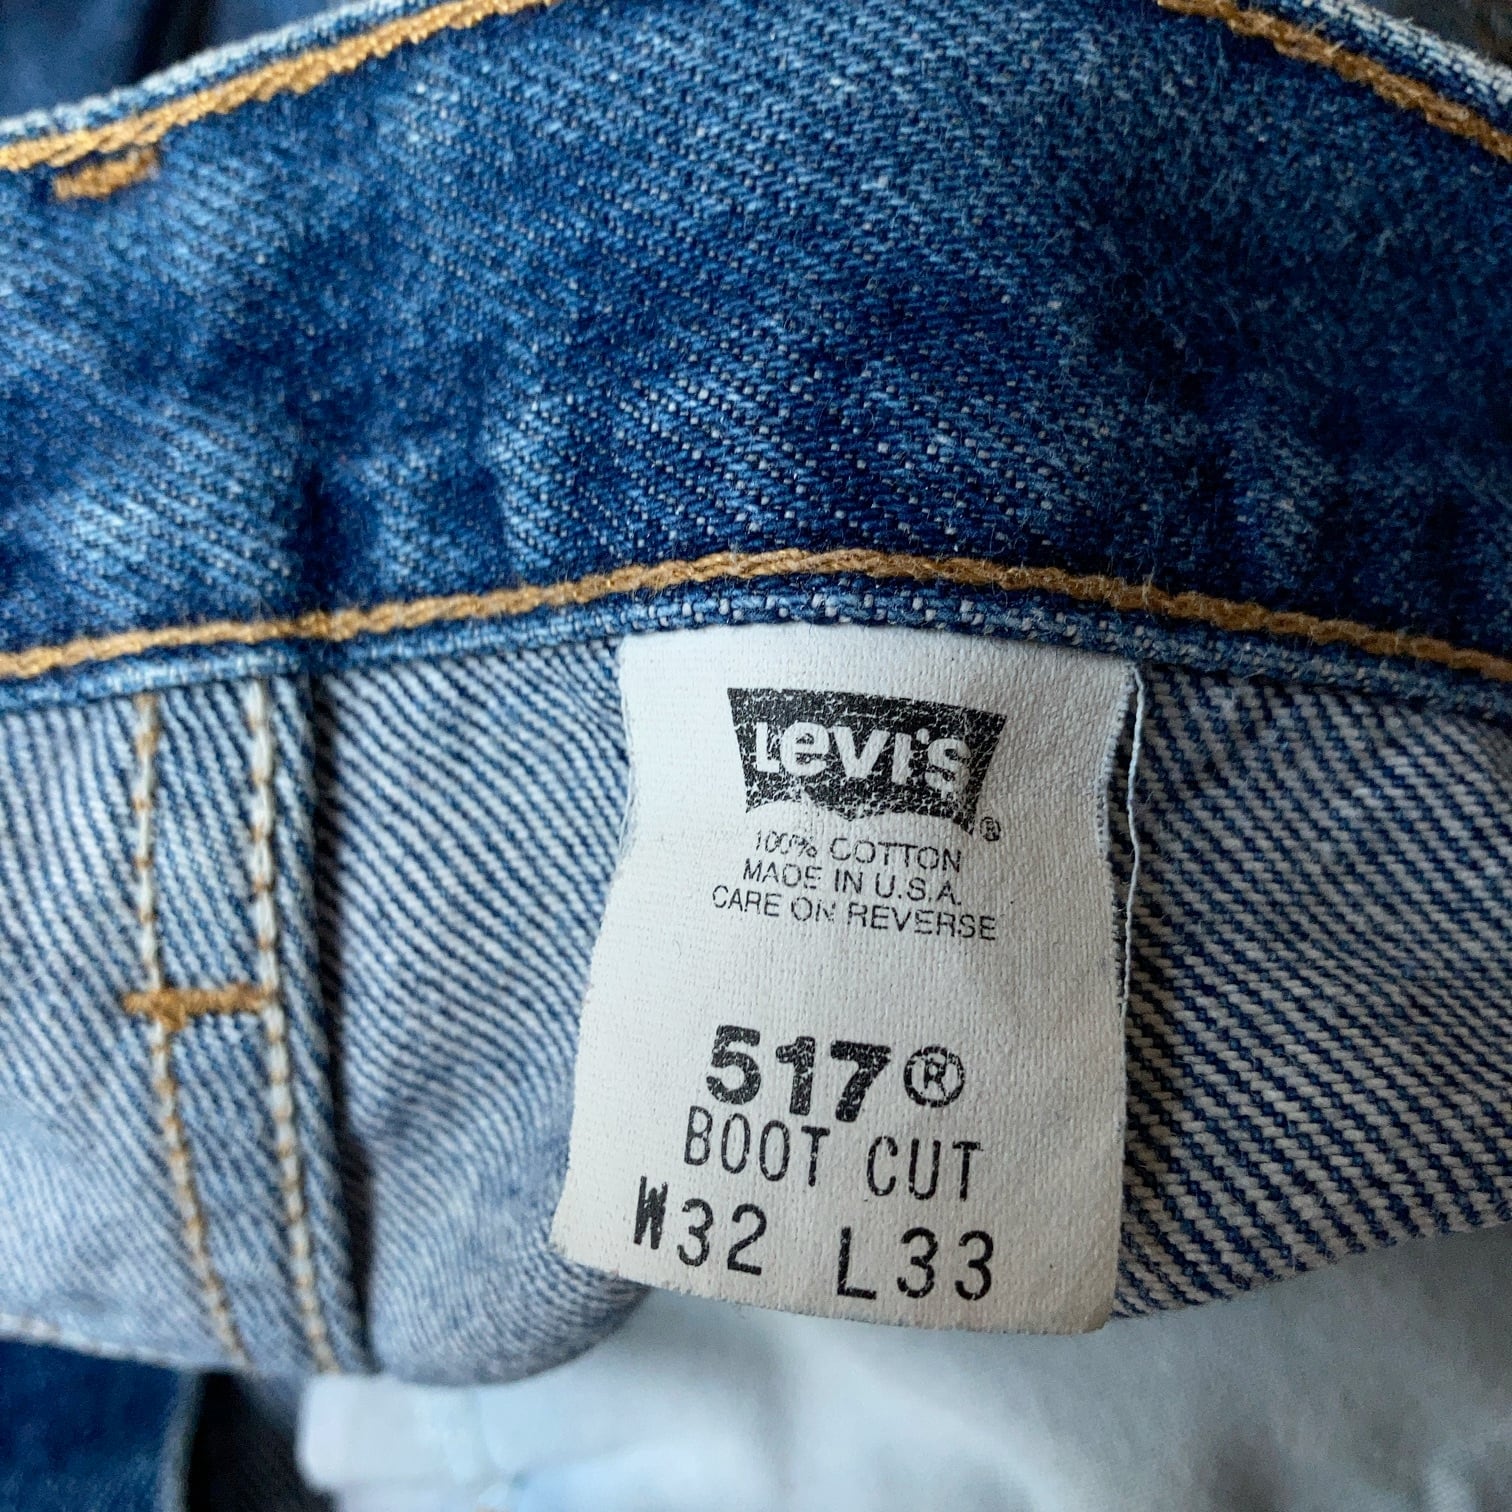 Levi's®
100% COTTON
MADE IN U.S.A.
CARE ON REVERSE
517®
BOOT CUT
W32 L33